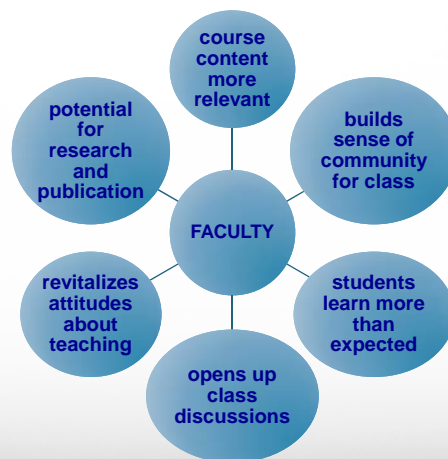 course
content
more
relevant
builds
sense of
community
for class
students
learn more
than
expected
opens up
class
discussions
revitalizes
attitudes
about
teaching
potential
for
research
and
publication
FACULTY